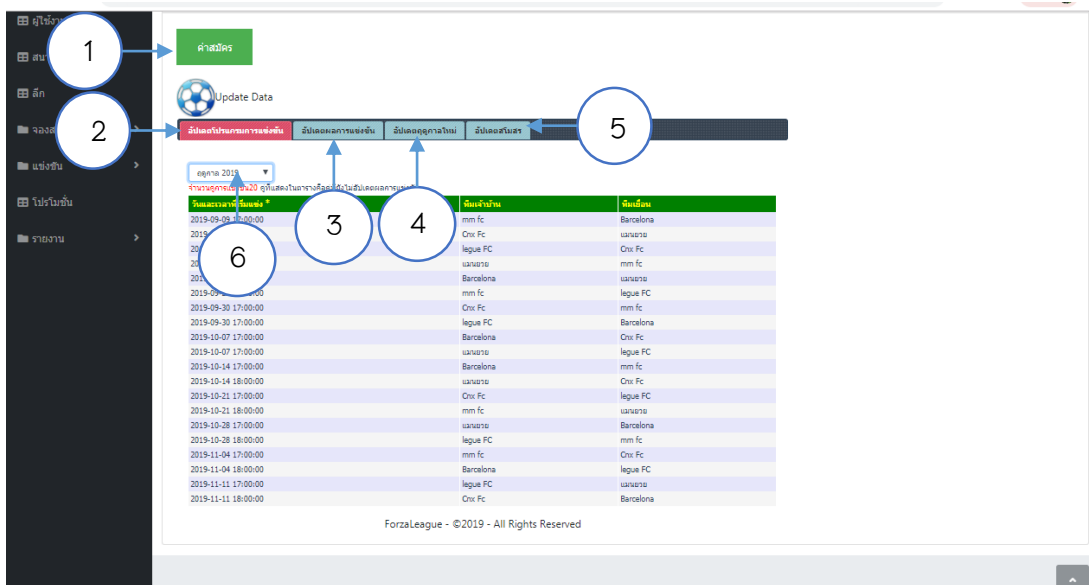 ผู้ใช้งาน
1
ค่าสมัคร
ลีก
Update Data
2
อัปเดตโปรแกรมการแข่งขัน อัปเดตผลการแข่งขัน อัปเดตฤดูกาลใหม่ อัปเดตสโมสร
5
แข่งขัน
ฤดูกาล 2019
โปรโมชั่น
ทีมเจ้าบ้าน ทีมเยือน
3
4
6
รายงาน
2019-09-09 mm fc Barcelona
Cnx Fc แมนยวย
legue FC Cnx Fc
แมนยวย mm fc
Barcelona แมนยวย
mm fc legue FC
2019-09-30 17:00:00 Cnx Fc mm fc
2019-09-30 17:00:00 legue FC Barcelona
2019-10-07 17:00:00 Barcelona Cnx Fc
2019-10-07 17:00:00 แมนยวย legue FC
2019-10-14 17:00:00 Barcelona mm fc
2019-10-14 18:00:00 แมนยวย Cnx Fc
2019-10-21 17:00:00 Cnx Fc legue FC
2019-10-21 18:00:00 mm fc แมนยวย
2019-10-28 17:00:00 แมนยวย Barcelona
2019-10-28 18:00:00 legue FC mm fc
2019-11-04 17:00:00 mm fc Cnx Fc
2019-11-04 18:00:00 Barcelona legue FC
2019-11-11 17:00:00 legue FC แมนยวย
2019-11-11 18:00:00 Cnx Fc Barcelona
ForzaLeague - ©2019 - All Rights Reserved